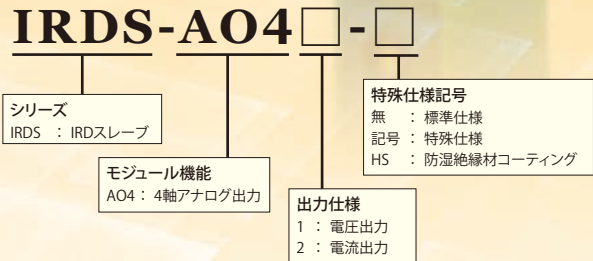 IRDS-AO4□-□
シリーズ
IRDS ： IRDスレーブ
モジュール機能
AO4： 4軸アナログ出力
出力仕様
1 ： 電圧出力
2 ： 電流出力
特殊仕様記号
無 ： 標準仕様
記号 ： 特殊仕様
HS ： 防湿絶縁材コーティング